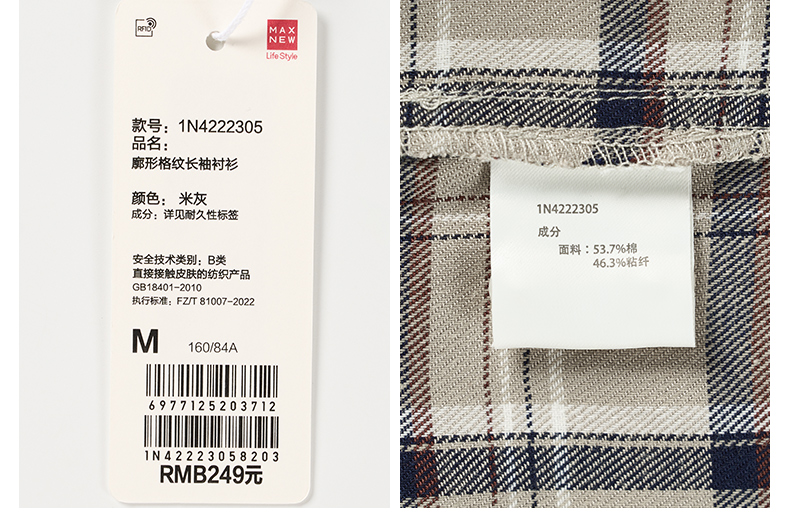 RFID
MAX
NEW
Life Style
款号：1N4222305
品名：
廓形格纹长袖衬衫
颜色：米灰
成分：详见耐久性标签
安全技术类别：B类
直接接触皮肤的纺织产品
GB18401-2010
执行标准：FZ/T 81007-2022
M 160/84A
6977125203712
1N42223058203
RMB249元
1N4222305
成分
面料：53.7%棉
46.3%粘纤